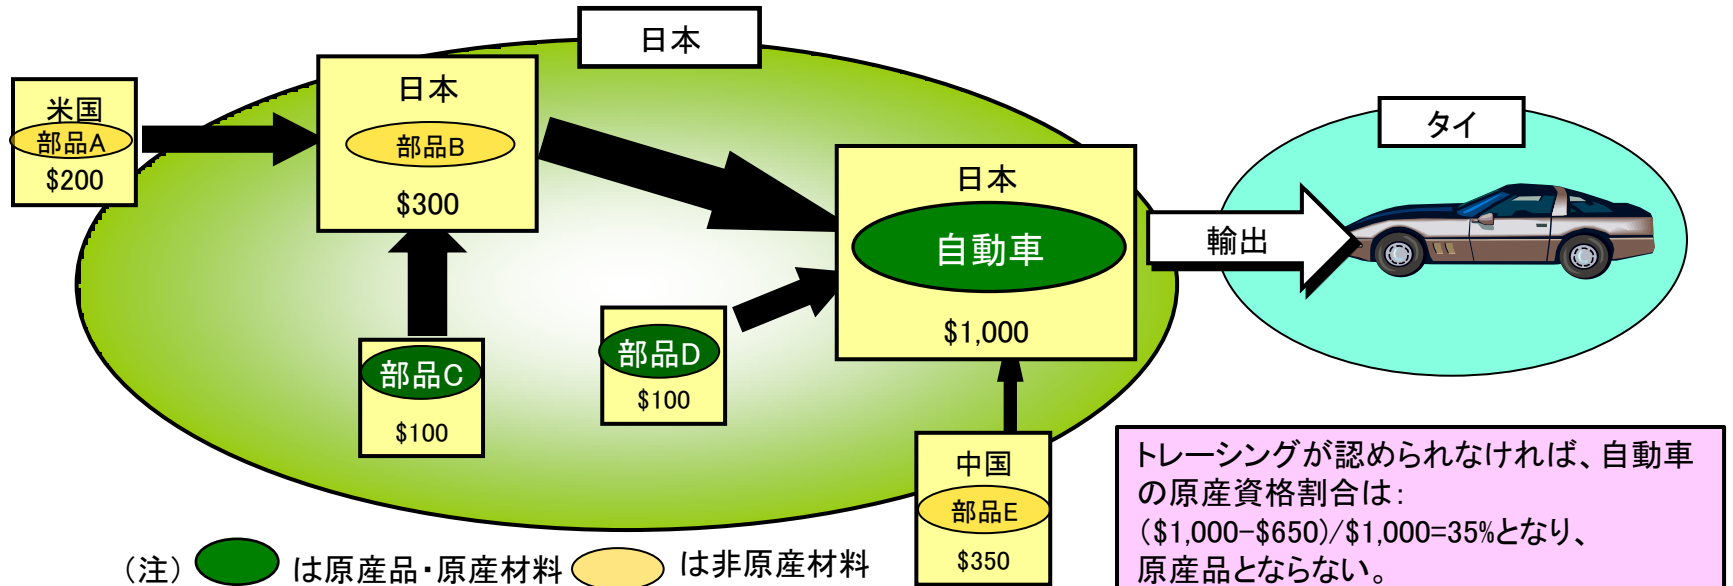 日本
米国
部品A
$200
日本
部品B
$300
部品C
$100
部品D
$100
日本
自動車
$1,000
中国
部品E
$350
輸出
タイ
トレーシングが認められなければ、自動車
の原産資格割合は：
($1,000-$650)/$1,000=35%となり、
原産品とならない。
(注) は原産品・原産材料 は非原産材料